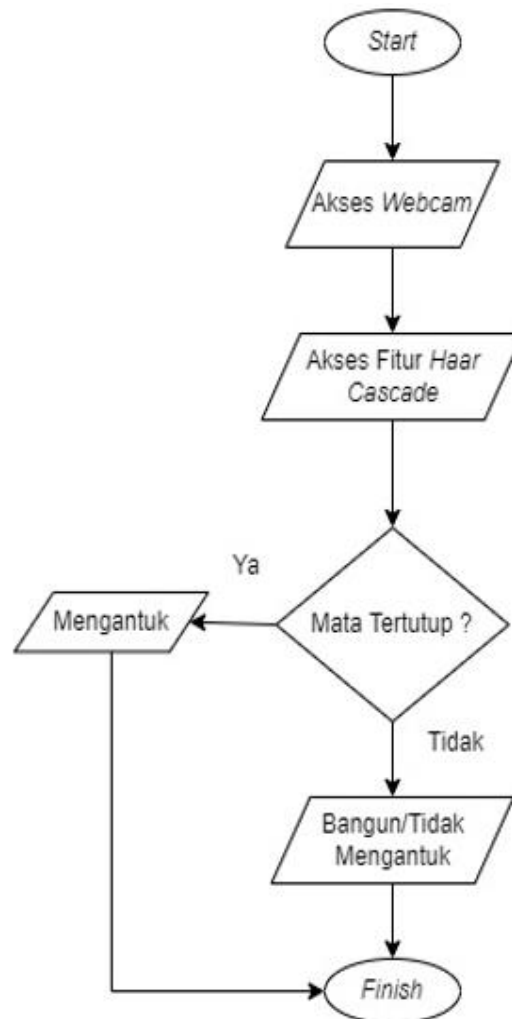 Start
Akses Webcam
Akses Fitur Haar
Cascade
Ya
Mengantuk
Mata Tertutup ?
Tidak
Bangun/Tidak
Mengantuk
Finish